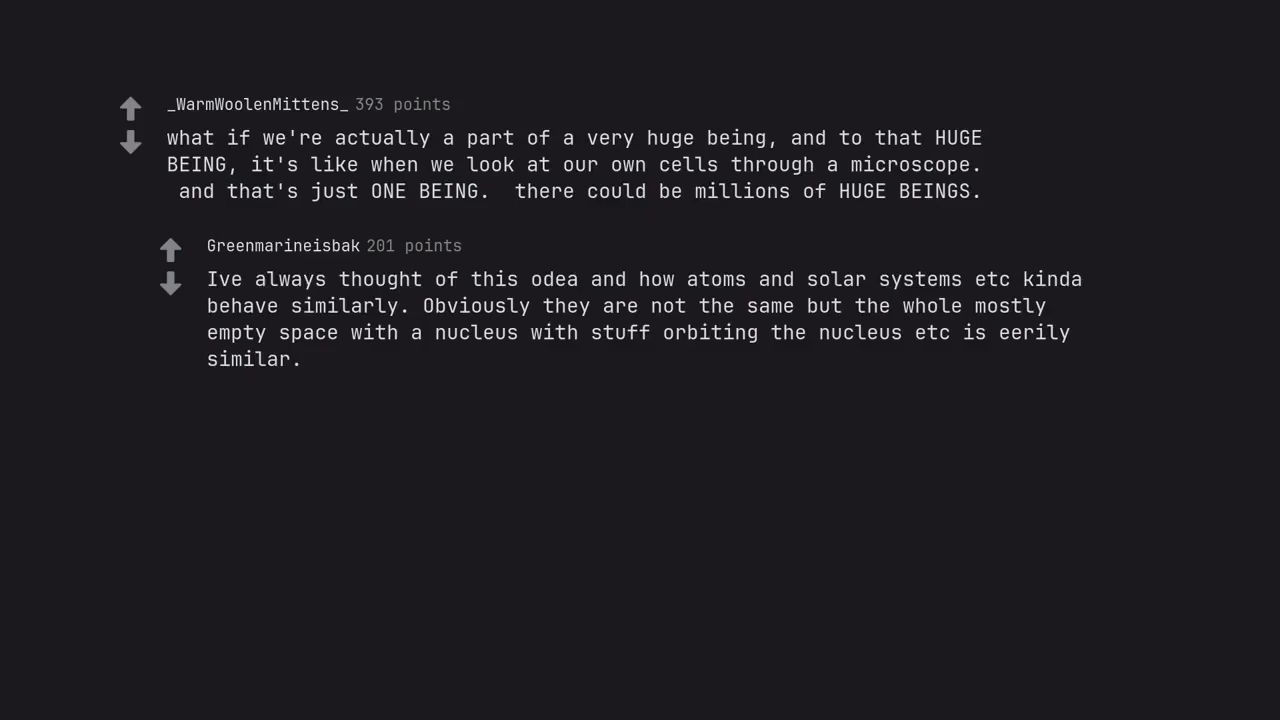 _WarmWoolenMittens_ 393 points
what if we're actually a part of a very huge being, and to that HUGE
BEING, it's like when we look at our own cells through a microscope.
and that's just ONE BEING.  there could be millions of HUGE BEINGS.
Greenmarineisbak 201 points
Ive always thought of this odea and how atoms and solar systems etc kinda
behave similarly. Obviously they are not the same but the whole mostly
empty space with a nucleus with stuff orbiting the nucleus etc is eerily
similar.